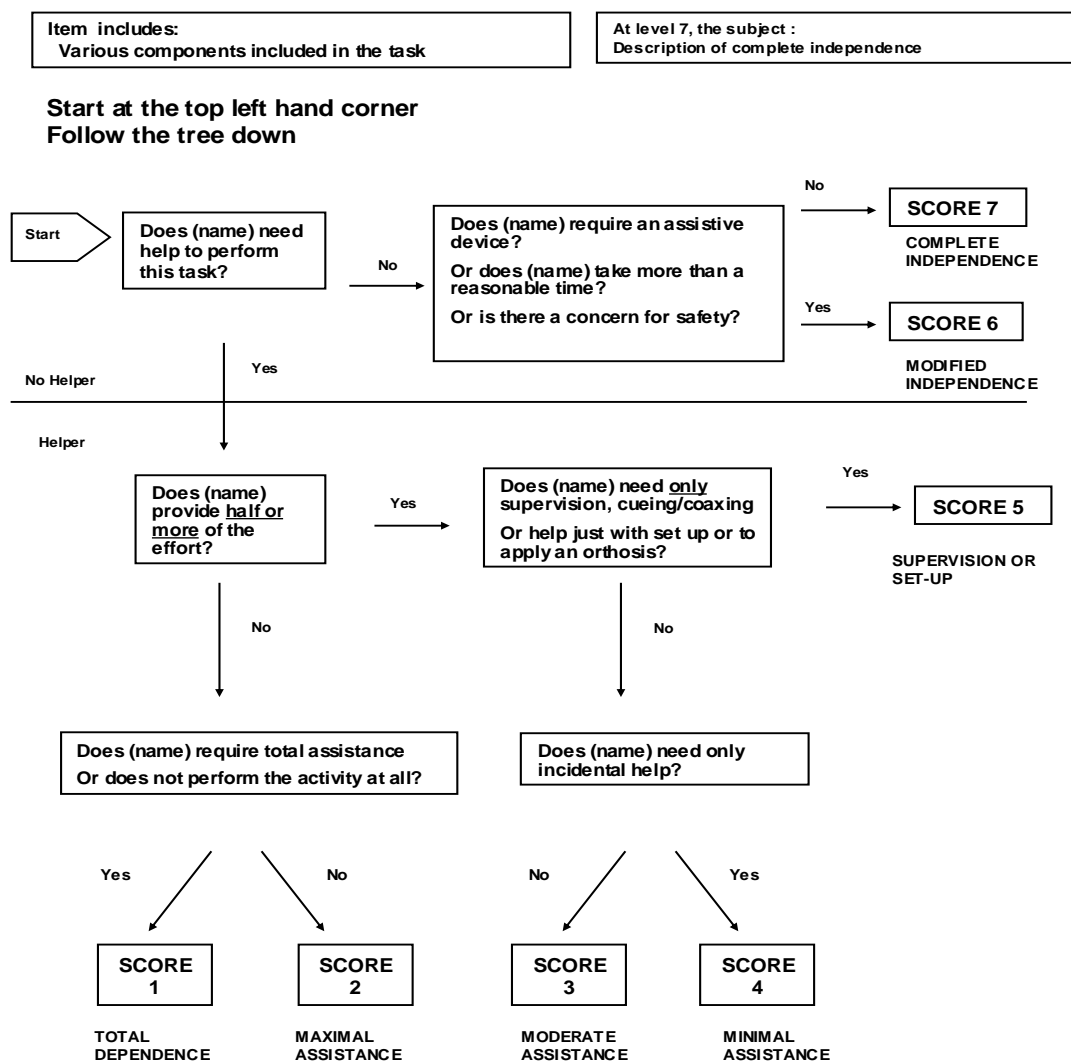 Item includes:
Various components included in the task
At level 7, the subject :
Description of complete independence
Start at the top left hand corner
Follow the tree down
Start
Does (name) need
help to perform
this task?
No
Does (name) require an assistive
device?
Or does (name) take more than a
reasonable time?
Or is there a concern for safety?
No
SCORE 7
COMPLETE
INDEPENDENCE
Yes
SCORE 6
MODIFIED
INDEPENDENCE
Yes
No Helper
Helper
Does (name)
provide half or
more of the
effort?
Yes
Does (name) need only
supervision, cueing/coaxing
Or help just with set up or to
apply an orthosis?
Yes
SCORE 5
SUPERVISION OR
SET-UP
No
No
Does (name) require total assistance
Or does not perform the activity at all?
Does (name) need only
incidental help?
Yes
No
No
Yes
SCORE
1
SCORE
2
SCORE
3
SCORE
4
TOTAL
DEPENDENCE
MAXIMAL
ASSISTANCE
MODERATE
ASSISTANCE
MINIMAL
ASSISTANCE